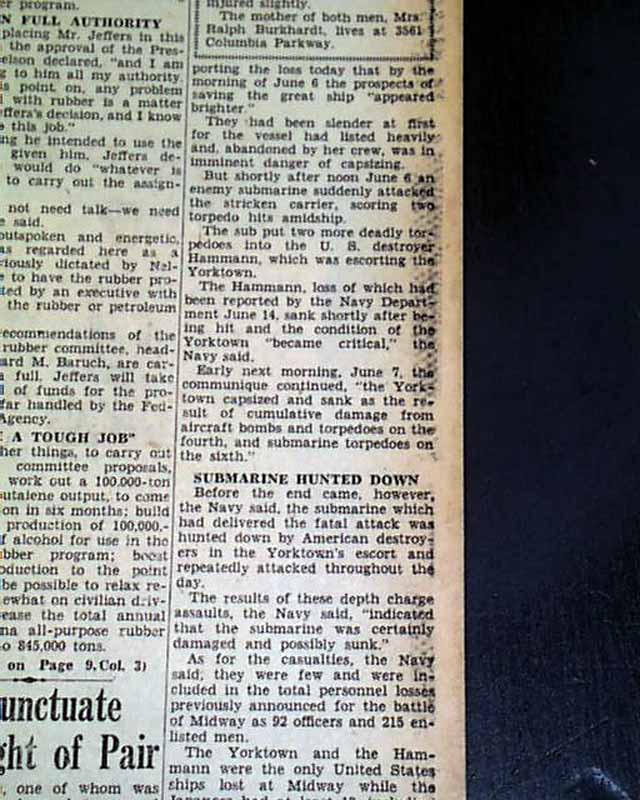 er program.
N FULL AUTHORITY
placing Mr. Jeffers in this
the approval of the Pres-
elson declared, "and I am
g to him all my authority.
is point on, any problem
l with rubber is a matter
effers's decision, and I know
e this job."
ng he intended to use the
given him, Jeffers de-
would do "whatever is
to carry out the assign-
not need talk—we need
e said.
outspoken and energetic,
as regarded here as a
viously dictated by Nel-
e to have the rubber pro-
ted by an executive with
the rubber or petroleum
recommendations of the
rubber committee, head-
ard M. Baruch, are car-
a full. Jeffers will take
l of funds for the pro-
far handled by the Fed-
Agency.
E A TOUGH JOB"
her things, to carry out
committee proposals,
work out a 100,000-ton
utalene output, to come
on in six months; build
production of 100,000,-
f alcohol for use in the
bber program; boost
oduction to the point
be possible to relax re-
ewhat on civilian driv-
ease the total annual
na all-purpose rubber
o 845,000 tons.
on Page 9, Col. 3)
unctuate
ght of Pair
, one of whom was
injured slightly.
The mother of both men, Mrs.
Ralph Burkhardt, lives at 3561
Columbia Parkway.
porting the loss today that by the
morning of June 6 the prospects of
saving the great ship "appeared
brighter."
They had been slender at first
for the vessel had listed heavily
and, abandoned by her crew, was in
imminent danger of capsizing.
But shortly after noon June 6 an
enemy submarine suddenly attacked
the stricken carrier, scoring two
torpedo hits amidship.
The sub put two more deadly tor-
pedoes into the U. S. destroyer
Hammann, which was escorting the
Yorktown.
The Hammann, loss of which had
been reported by the Navy Depart-
ment June 14, sank shortly after be-
ing hit and the condition of the
Yorktown "became critical," the
Navy said.
Early next morning, June 7, the
communique continued, "the York-
town capsized and sank as the re-
sult of cumulative damage from
aircraft bombs and torpedoes on the
fourth, and submarine torpedoes on
the sixth."
SUBMARINE HUNTED DOWN
Before the end came, however,
the Navy said, the submarine which
had delivered the fatal attack was
hunted down by American destroy-
ers in the Yorktown's escort and
repeatedly attacked throughout the
day.
The results of these depth charge
assaults, the Navy said, "indicated
that the submarine was certainly
damaged and possibly sunk."
As for the casualties, the Navy
said, they were few and were in-
cluded in the total personnel losses
previously announced for the battle
of Midway as 92 officers and 215 en-
listed men.
The Yorktown and the Ham-
mann were the only United States
ships lost at Midway while the